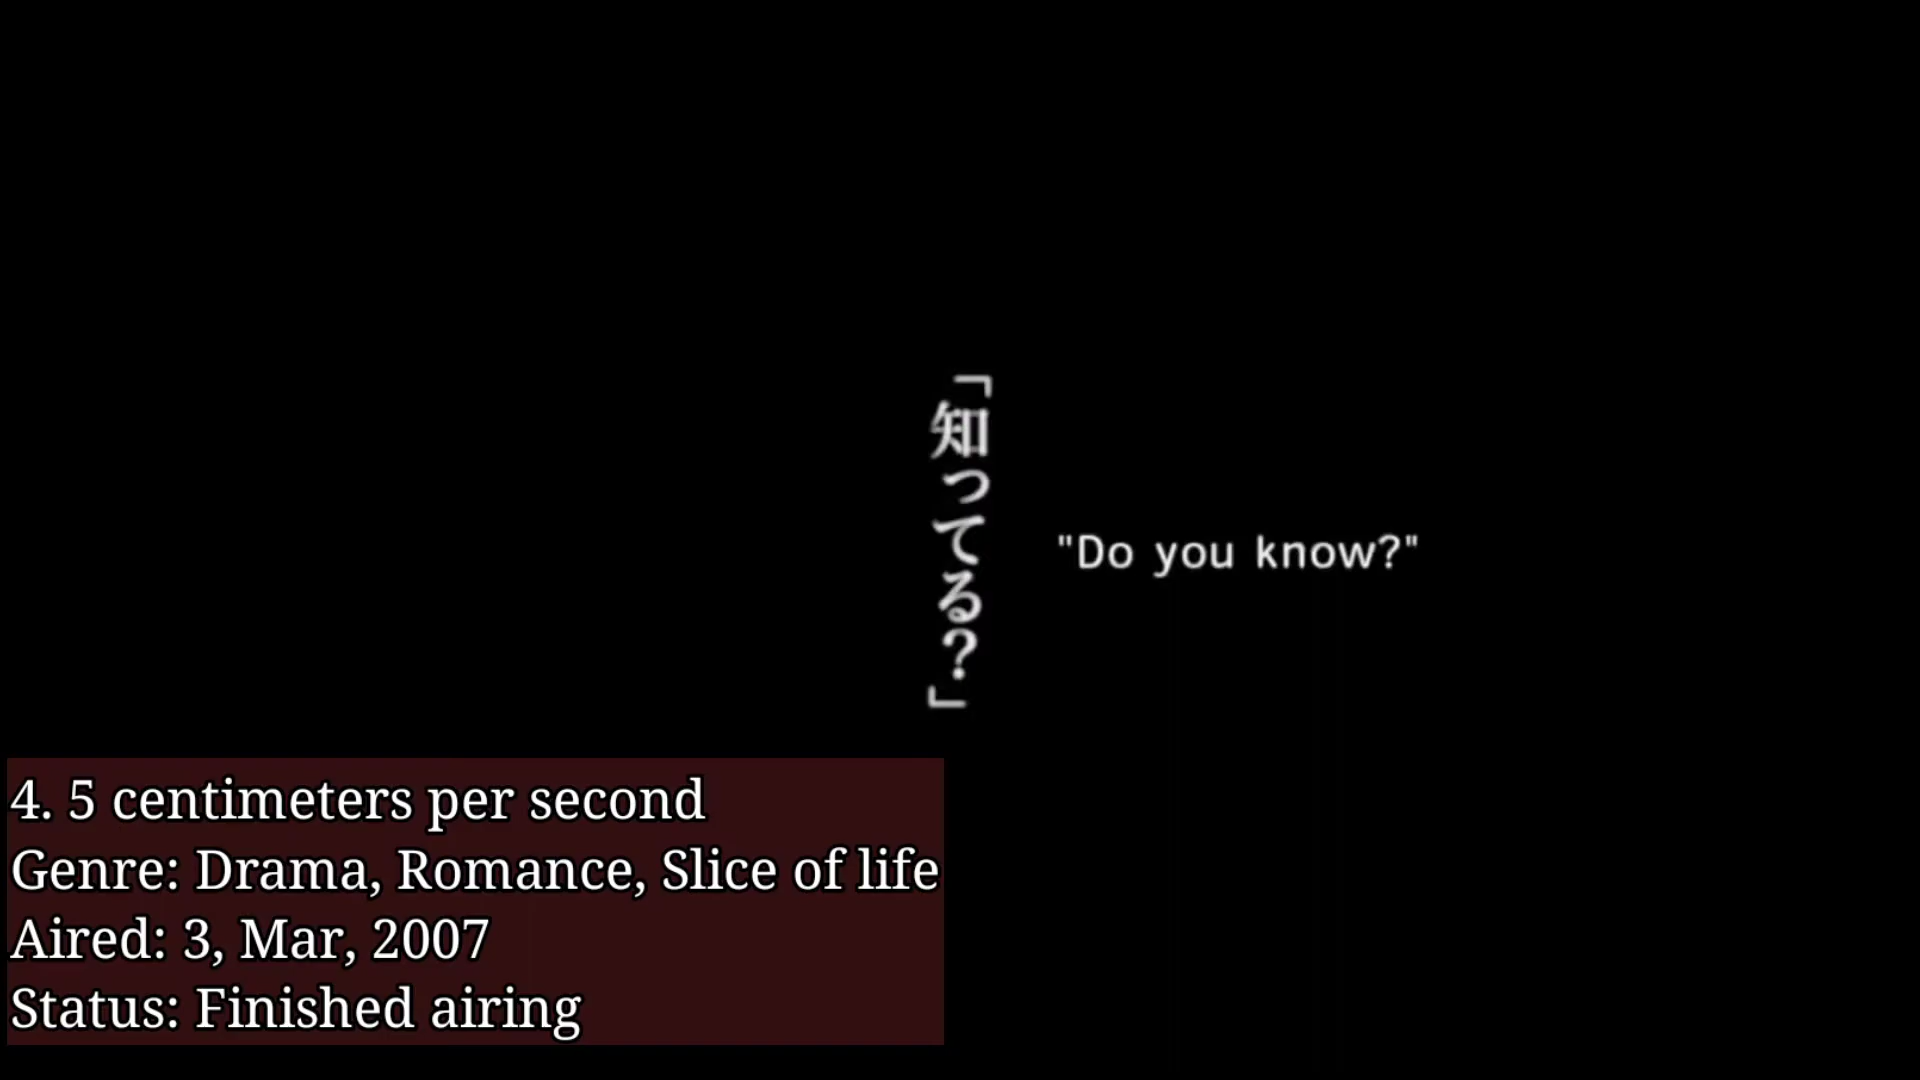 「知ってる？」
"Do you know?"
4. 5 centimeters per second
Genre: Drama, Romance, Slice of life
Aired: 3, Mar, 2007
Status: Finished airing